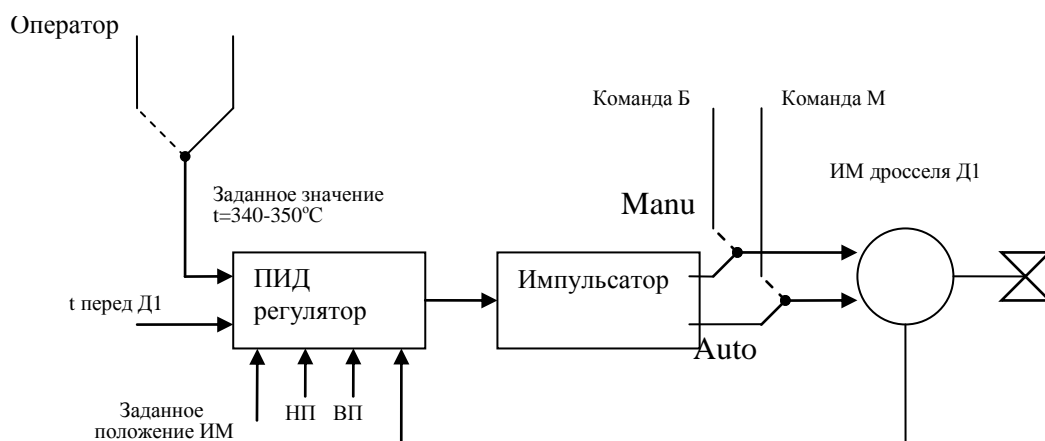 Оператор
Команда Б
Команда М
ИМ дросселя Д1
Заданное значение
t=340-350ºС
Manu
ПИД
регулятор
Импульсатор
t перед Д1
Auto
Заданное
положение ИМ
НП
ВП